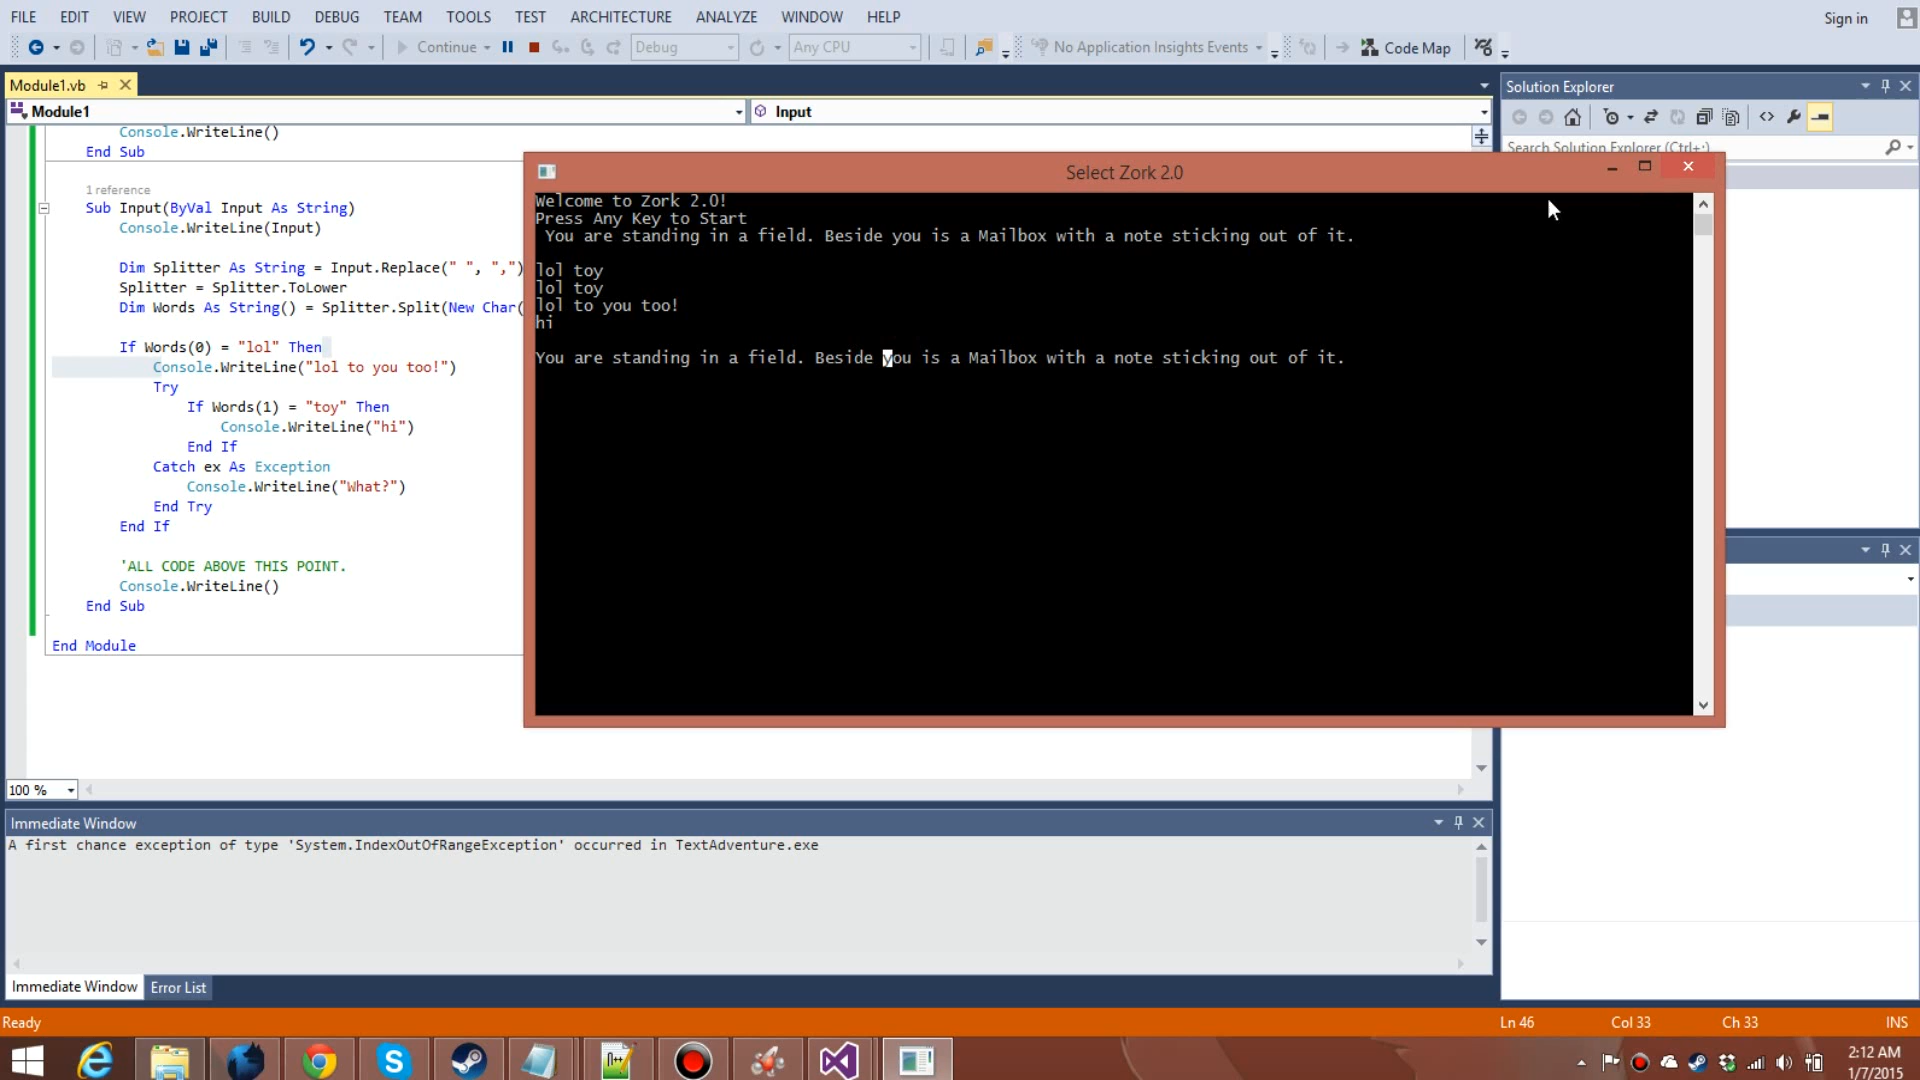 FILE EDIT VIEW PROJECT BUILD DEBUG TEAM TOOLS TEST ARCHITECTURE ANALYZE WINDOW HELP
Sign in
Continue Debug Any CPU No Application Insights Events Code Map
Module1.vb
Solution Explorer
Module1 Input
Search Solution Explorer (Ctrl+;)
Console.WriteLine()
End Sub
1 reference
Sub Input(ByVal Input As String)
Console.WriteLine(Input)
Dim Splitter As String = Input.Replace(" ", ",")
Splitter = Splitter.ToLower
Dim Words As String() = Splitter.Split(New Char(
If Words(0) = "lol" Then
Console.WriteLine("lol to you too!")
Try
If Words(1) = "toy" Then
Console.WriteLine("hi")
End If
Catch ex As Exception
Console.WriteLine("What?")
End Try
End If
'ALL CODE ABOVE THIS POINT.
Console.WriteLine()
End Sub
End Module
Select Zork 2.0
Welcome to Zork 2.0!
Press Any Key to Start
You are standing in a field. Beside you is a Mailbox with a note sticking out of it.
lol toy
lol toy
lol to you too!
hi
You are standing in a field. Beside you is a Mailbox with a note sticking out of it.
100 %
Immediate Window
A first chance exception of type 'System.IndexOutOfRangeException' occurred in TextAdventure.exe
Immediate Window Error List
Ready Ln 46 Col 33 Ch 33 INS
2:12 AM
1/7/2015